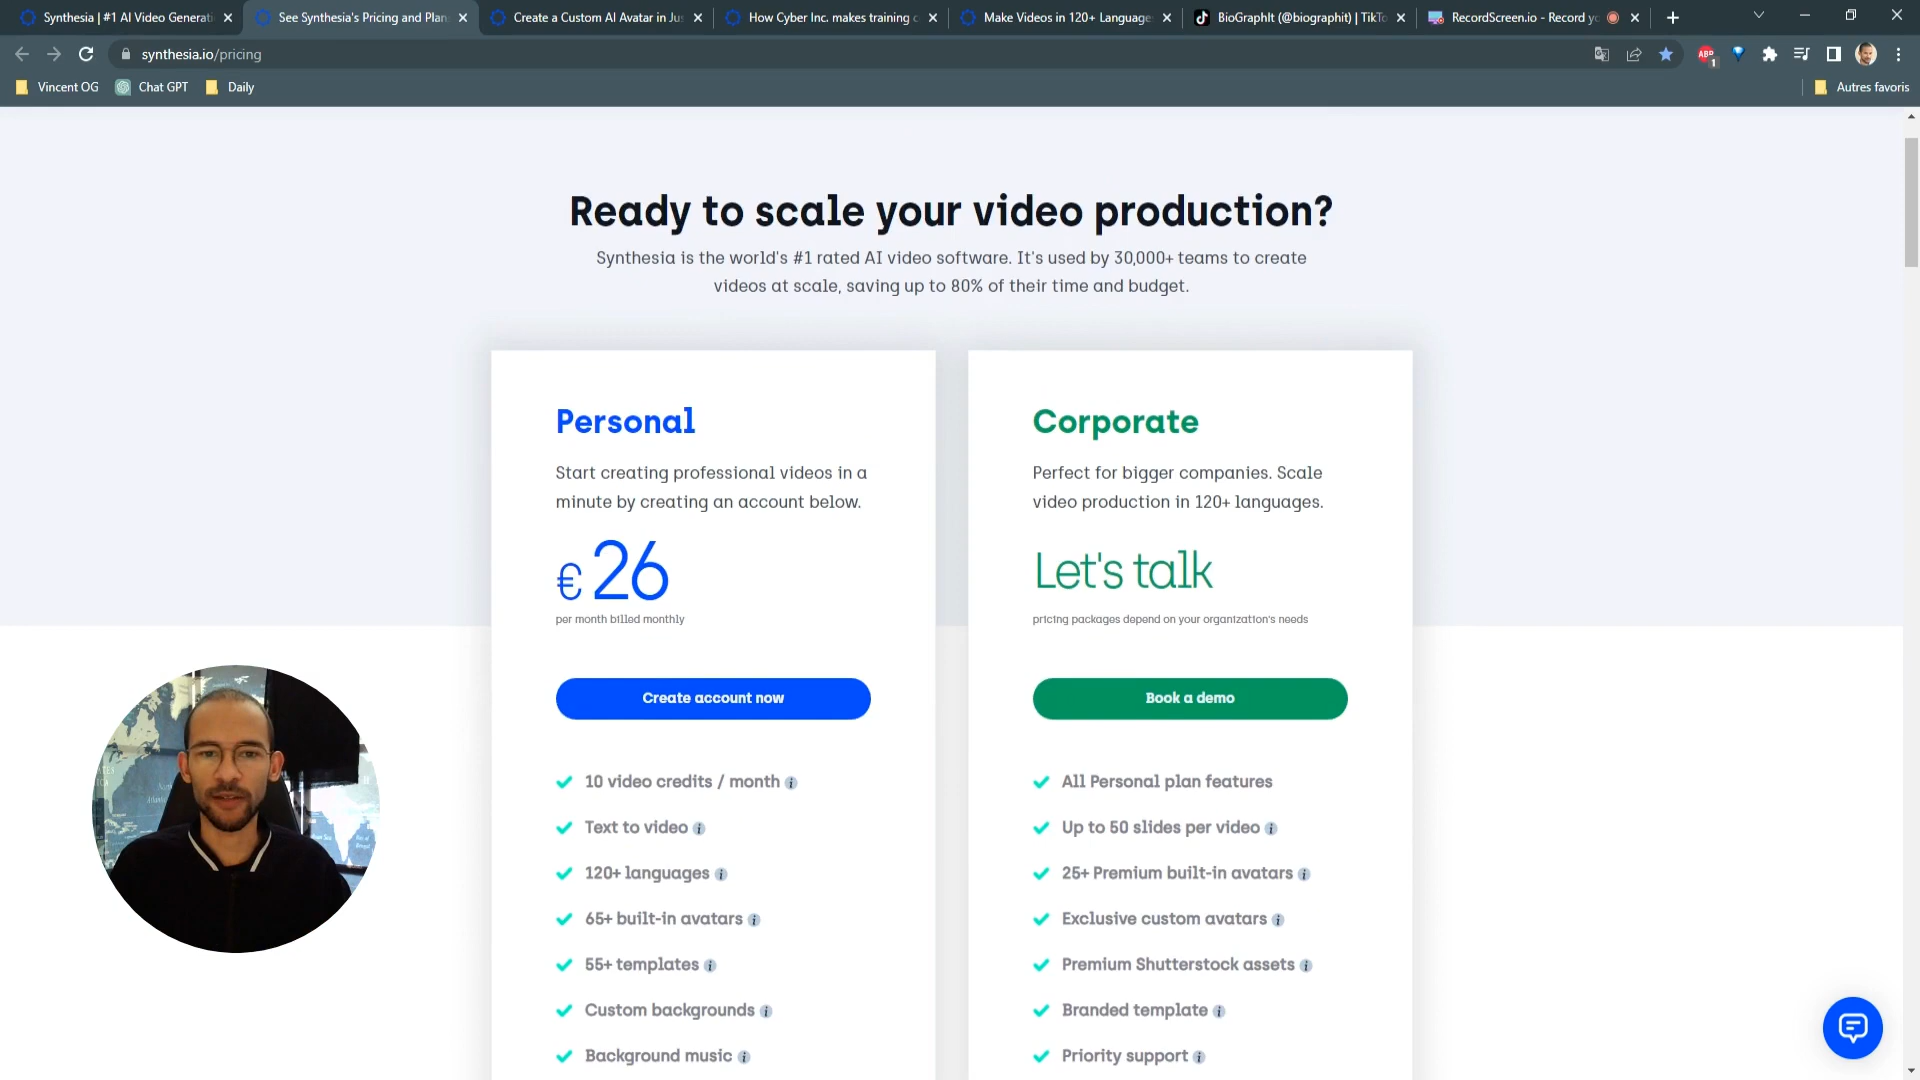 Synthesia | #1 AI Video Generati
See Synthesia's Pricing and Plan
Create a Custom AI Avatar in Ju
How Cyber Inc. makes training c
Make Videos in 120+ Language
BioGraphIt (@biographit) | TikTo
RecordScreen.io - Record yo
synthesia.io/pricing
ABP
1
Vincent OG
Chat GPT
Daily
Autres favoris
Ready to scale your video production?
Synthesia is the world's #1 rated AI video software. It's used by 30,000+ teams to create
videos at scale, saving up to 80% of their time and budget.
Personal
Start creating professional videos in a
minute by creating an account below.
€ 26
per month billed monthly
Create account now
10 video credits / month i
Text to video i
120+ languages i
65+ built-in avatars i
55+ templates i
Custom backgrounds i
Background music i
Corporate
Perfect for bigger companies. Scale
video production in 120+ languages.
Let's talk
pricing packages depend on your organization's needs
Book a demo
All Personal plan features
Up to 50 slides per video i
25+ Premium built-in avatars i
Exclusive custom avatars i
Premium Shutterstock assets i
Branded template i
Priority support i